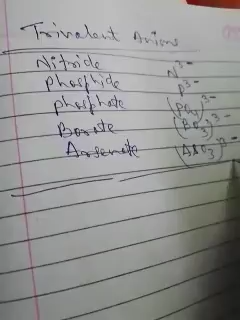 Trivalent Anions
Nitride N³⁻
Phosphide P³⁻
Phosphate (PO₄)³⁻
Borate (BO₃)³⁻
Arsenate (AsO₃)³⁻